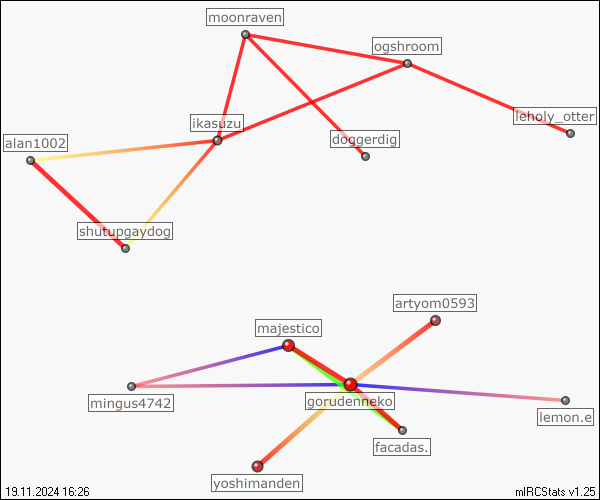 moonraven
ogshroom
leholy_otter
ikasuzu
doggerdig
alan1002
shutupgaydog
artyom0593
majestico
mingus4742
gorudenneko
lemon.e
facadas.
yoshimanden
19.11.2024 16:26
mIRCStats v1.25